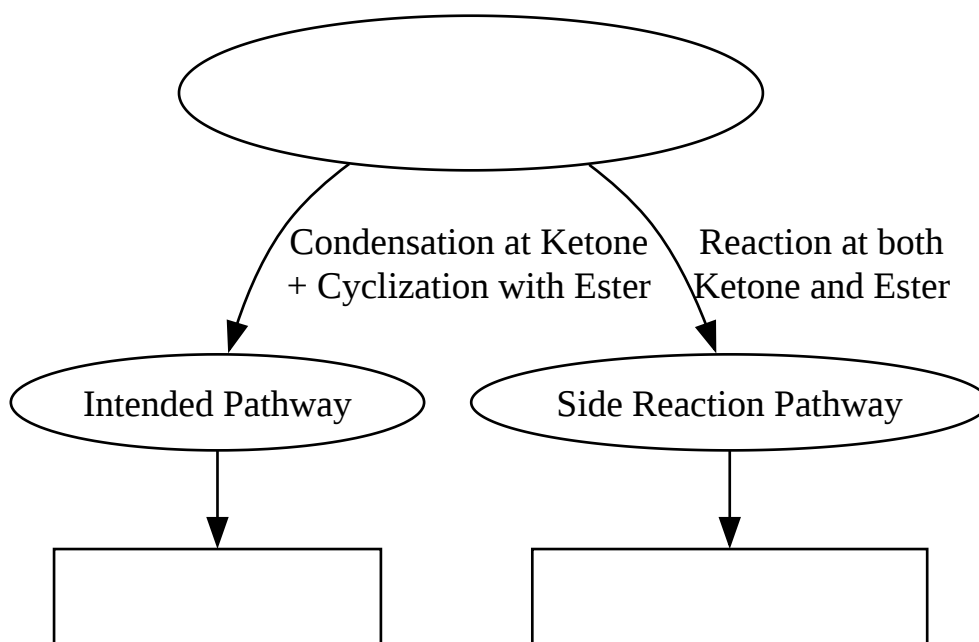 Condensation at Ketone
+ Cyclization with Ester
Reaction at both
Ketone and Ester
Intended Pathway
Side Reaction Pathway